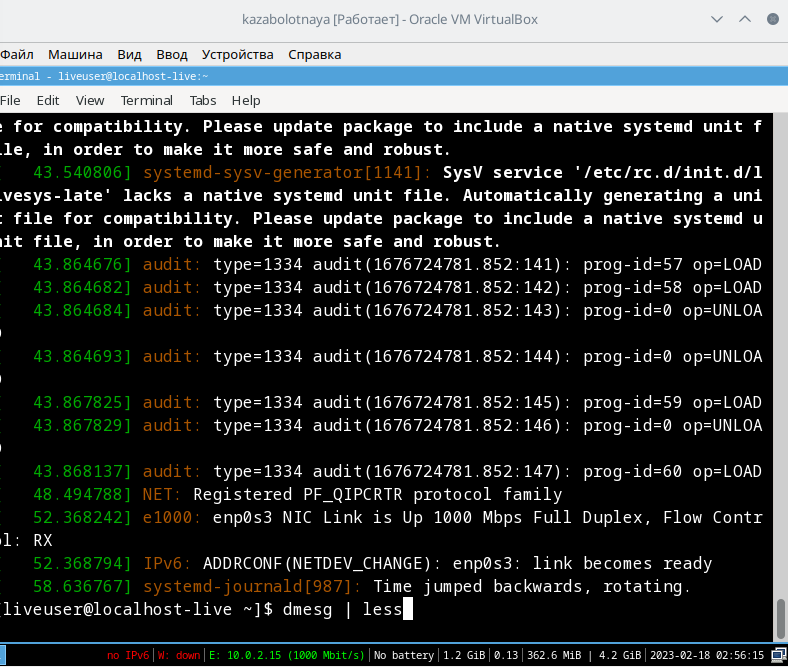 kazabolotnaya [Работает] - Oracle VM VirtualBox
Файл Машина Вид Ввод Устройства Справка
erminal - liveuser@localhost-live:~
File Edit View Terminal Tabs Help
e for compatibility. Please update package to include a native systemd unit f
ile, in order to make it more safe and robust.
43.540806] systemd-sysv-generator[1141]: SysV service '/etc/rc.d/init.d/l
ivesys-late' lacks a native systemd unit file. Automatically generating a uni
t file for compatibility. Please update package to include a native systemd u
nit file, in order to make it more safe and robust.
43.864676] audit: type=1334 audit(1676724781.852:141): prog-id=57 op=LOAD
43.864682] audit: type=1334 audit(1676724781.852:142): prog-id=58 op=LOAD
43.864684] audit: type=1334 audit(1676724781.852:143): prog-id=0 op=UNLOA
D
43.864693] audit: type=1334 audit(1676724781.852:144): prog-id=0 op=UNLOA
D
43.867825] audit: type=1334 audit(1676724781.852:145): prog-id=59 op=LOAD
43.867829] audit: type=1334 audit(1676724781.852:146): prog-id=0 op=UNLOA
D
43.868137] audit: type=1334 audit(1676724781.852:147): prog-id=60 op=LOAD
48.494788] NET: Registered PF_QIPCRTR protocol family
52.368242] e1000: enp0s3 NIC Link is Up 1000 Mbps Full Duplex, Flow Contr
ol: RX
52.368794] IPv6: ADDRCONF(NETDEV_CHANGE): enp0s3: link becomes ready
58.636767] systemd-journald[987]: Time jumped backwards, rotating.
[liveuser@localhost-live ~]$ dmesg | less
no IPv6|W: down|E: 10.0.2.15 (1000 Mbit/s)|No battery|1.2 GiB|0.13|362.6 MiB | 4.2 GiB|2023-02-18 02:56:15